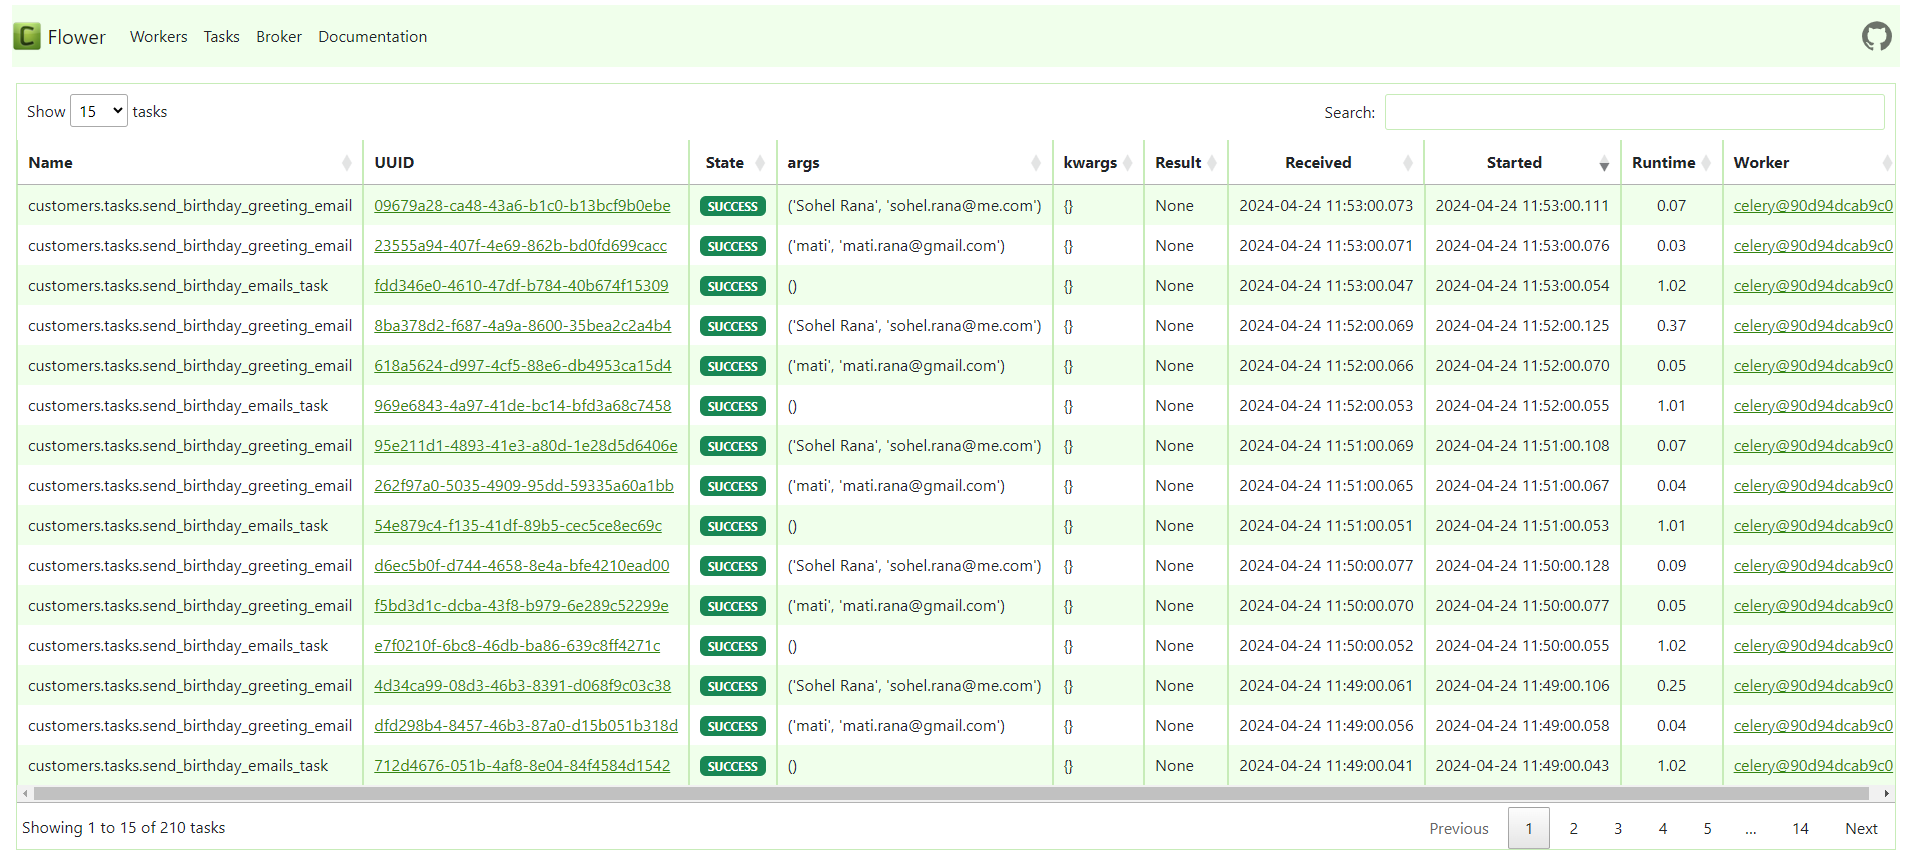 C Flower Workers Tasks Broker Documentation
Show 15 tasks Search:
Name UUID State args kwargs Result Received Started Runtime Worker
customers.tasks.send_birthday_greeting_email 09679a28-ca48-43a6-b1c0-b13bcf9b0ebe SUCCESS ('Sohel Rana', 'sohel.rana@me.com') {} None 2024-04-24 11:53:00.073 2024-04-24 11:53:00.111 0.07 celery@90d94dcab9c0
customers.tasks.send_birthday_greeting_email 23555a94-407f-4e69-862b-bd0fd699cacc SUCCESS ('mati', 'mati.rana@gmail.com') {} None 2024-04-24 11:53:00.071 2024-04-24 11:53:00.076 0.03 celery@90d94dcab9c0
customers.tasks.send_birthday_emails_task fdd346e0-4610-47df-b784-40b674f15309 SUCCESS () {} None 2024-04-24 11:53:00.047 2024-04-24 11:53:00.054 1.02 celery@90d94dcab9c0
customers.tasks.send_birthday_greeting_email 8ba378d2-f687-4a9a-8600-35bea2c2a4b4 SUCCESS ('Sohel Rana', 'sohel.rana@me.com') {} None 2024-04-24 11:52:00.069 2024-04-24 11:52:00.125 0.37 celery@90d94dcab9c0
customers.tasks.send_birthday_greeting_email 618a5624-d997-4cf5-88e6-db4953ca15d4 SUCCESS ('mati', 'mati.rana@gmail.com') {} None 2024-04-24 11:52:00.066 2024-04-24 11:52:00.070 0.05 celery@90d94dcab9c0
customers.tasks.send_birthday_emails_task 969e6843-4a97-41de-bc14-bfd3a68c7458 SUCCESS () {} None 2024-04-24 11:52:00.053 2024-04-24 11:52:00.055 1.01 celery@90d94dcab9c0
customers.tasks.send_birthday_greeting_email 95e211d1-4893-41e3-a80d-1e28d5d6406e SUCCESS ('Sohel Rana', 'sohel.rana@me.com') {} None 2024-04-24 11:51:00.069 2024-04-24 11:51:00.108 0.07 celery@90d94dcab9c0
customers.tasks.send_birthday_greeting_email 262f97a0-5035-4909-95dd-59335a60a1bb SUCCESS ('mati', 'mati.rana@gmail.com') {} None 2024-04-24 11:51:00.065 2024-04-24 11:51:00.067 0.04 celery@90d94dcab9c0
customers.tasks.send_birthday_emails_task 54e879c4-f135-41df-89b5-cec5ce8ec69c SUCCESS () {} None 2024-04-24 11:51:00.051 2024-04-24 11:51:00.053 1.01 celery@90d94dcab9c0
customers.tasks.send_birthday_greeting_email d6ec5b0f-d744-4658-8e4a-bfe4210ead00 SUCCESS ('Sohel Rana', 'sohel.rana@me.com') {} None 2024-04-24 11:50:00.077 2024-04-24 11:50:00.128 0.09 celery@90d94dcab9c0
customers.tasks.send_birthday_greeting_email f5bd3d1c-dcba-43f8-b979-6e289c52299e SUCCESS ('mati', 'mati.rana@gmail.com') {} None 2024-04-24 11:50:00.070 2024-04-24 11:50:00.077 0.05 celery@90d94dcab9c0
customers.tasks.send_birthday_emails_task e7f0210f-6bc8-46db-ba86-639c8ff4271c SUCCESS () {} None 2024-04-24 11:50:00.052 2024-04-24 11:50:00.055 1.02 celery@90d94dcab9c0
customers.tasks.send_birthday_greeting_email 4d34ca99-08d3-46b3-8391-d068f9c03c38 SUCCESS ('Sohel Rana', 'sohel.rana@me.com') {} None 2024-04-24 11:49:00.061 2024-04-24 11:49:00.106 0.25 celery@90d94dcab9c0
customers.tasks.send_birthday_greeting_email dfd298b4-8457-46b3-87a0-d15b051b318d SUCCESS ('mati', 'mati.rana@gmail.com') {} None 2024-04-24 11:49:00.056 2024-04-24 11:49:00.058 0.04 celery@90d94dcab9c0
customers.tasks.send_birthday_emails_task 712d4676-051b-4af8-8e04-84f4584d1542 SUCCESS () {} None 2024-04-24 11:49:00.041 2024-04-24 11:49:00.043 1.02 celery@90d94dcab9c0
Showing 1 to 15 of 210 tasks Previous 1 2 3 4 5 ... 14 Next